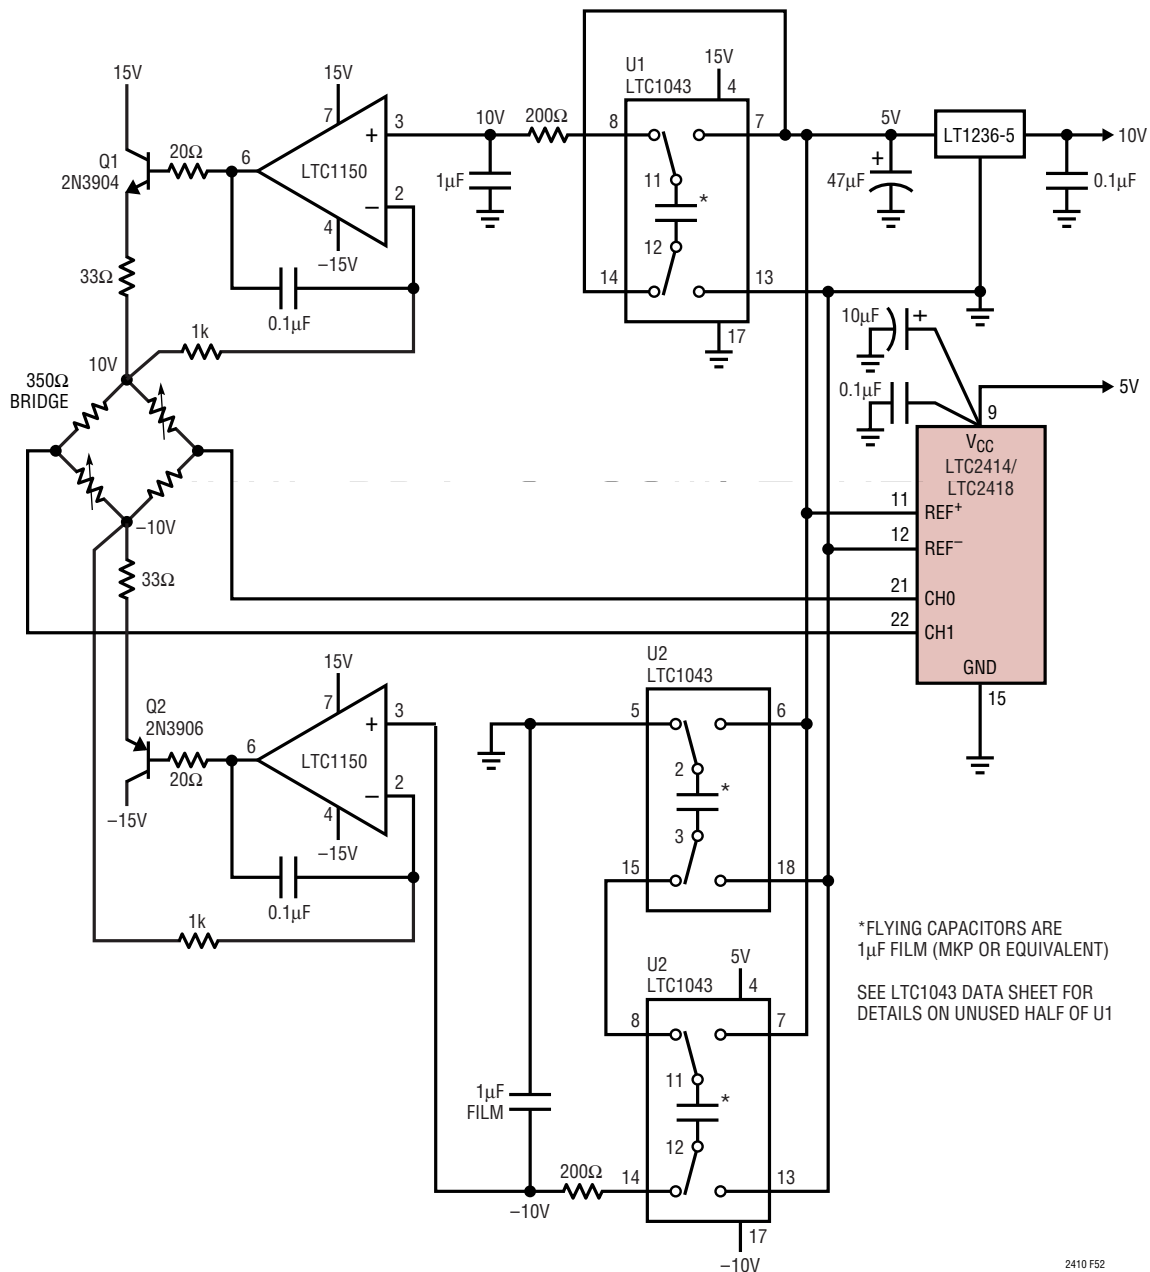 15V
Q1
2N3904
20Ω
6
15V
7
LTC1150
+
3
2
–
4
–15V
0.1µF
33Ω
1k
10V
1µF
200Ω
U1
LTC1043
15V
4
8
7
11
*
12
14
13
17
5V
+
47µF
LT1236-5
10V
0.1µF
10V
350Ω
BRIDGE
–10V
33Ω
10µF
+
0.1µF
5V
9
VCC
LTC2414/
LTC2418
11
REF+
12
REF–
21
CH0
22
CH1
GND
15
Q2
2N3906
20Ω
–15V
6
15V
7
LTC1150
+
3
2
–
4
–15V
0.1µF
1k
U2
LTC1043
5
6
2
*
3
15
18
U2
LTC1043
5V
4
8
7
11
*
12
14
13
17
–10V
1µF
FILM
200Ω
–10V
*FLYING CAPACITORS ARE
1µF FILM (MKP OR EQUIVALENT)
SEE LTC1043 DATA SHEET FOR
DETAILS ON UNUSED HALF OF U1
2410 F52